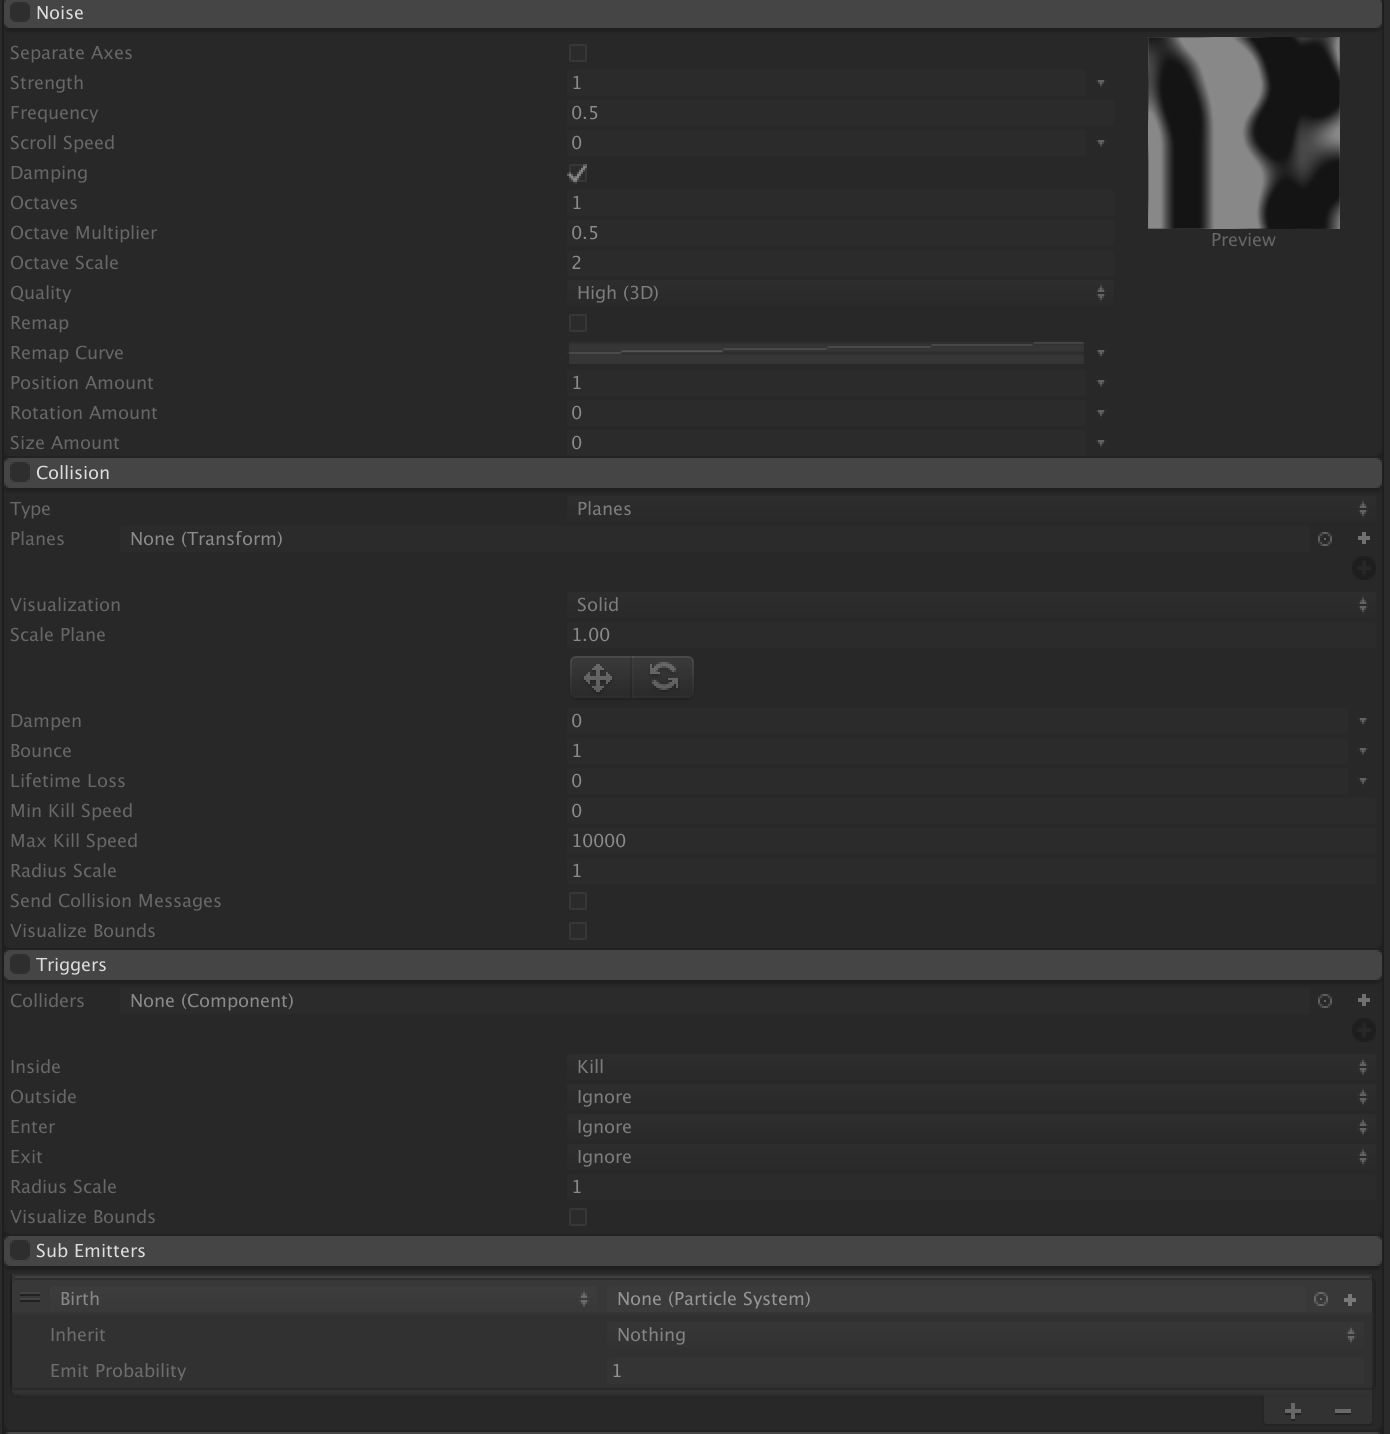 Noise
Separate Axes
Strength 1
Frequency 0.5
Scroll Speed 0
Damping
Octaves 1
Octave Multiplier 0.5
Octave Scale 2
Preview
Quality High (3D)
Remap
Remap Curve
Position Amount 1
Rotation Amount 0
Size Amount 0
Collision
Type Planes
Planes None (Transform)
Visualization Solid
Scale Plane 1.00
Dampen 0
Bounce 1
Lifetime Loss 0
Min Kill Speed 0
Max Kill Speed 10000
Radius Scale 1
Send Collision Messages
Visualize Bounds
Triggers
Colliders None (Component)
Inside Kill
Outside Ignore
Enter Ignore
Exit Ignore
Radius Scale 1
Visualize Bounds
Sub Emitters
Birth None (Particle System)
Inherit Nothing
Emit Probability 1